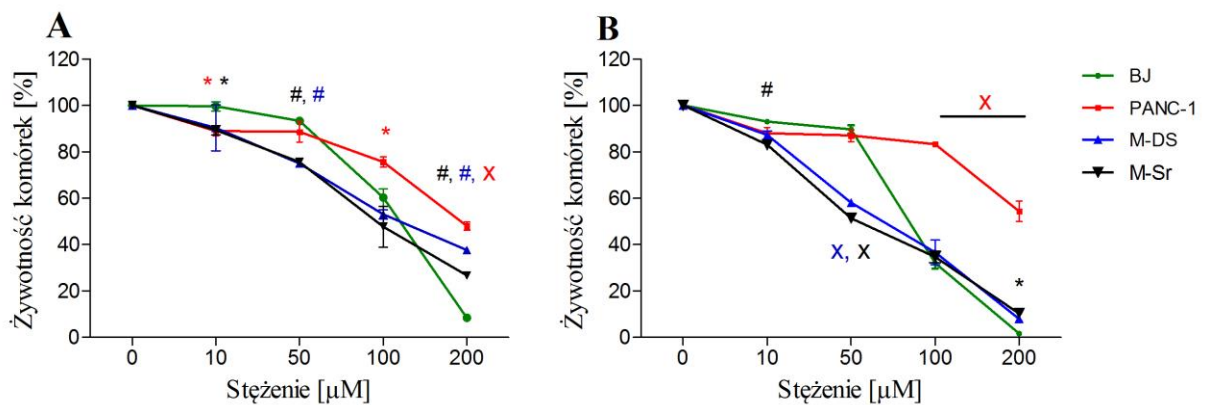 A
Żywotność komórek [%]
120
100
80
60
40
20
0
* *
#, #
*
#, #, X
0 10 50 100 200
Stężenie [µM]
B
Żywotność komórek [%]
120
100
80
60
40
20
0
#
X
X, X
*
0 10 50 100 200
Stężenie [µM]
BJ
PANC-1
M-DS
M-Sr